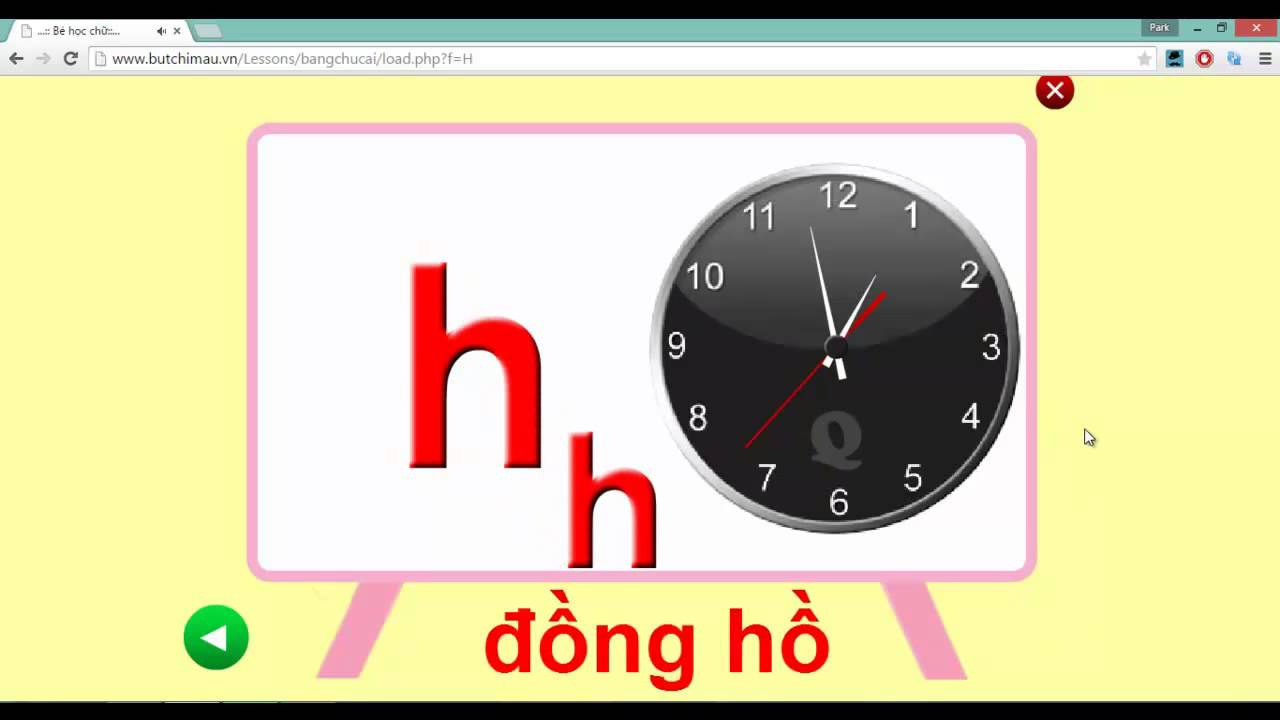 ...:: Bé học chữ::...
Park
www.butchimau.vn/Lessons/bangchucai/load.php?f=H
h
h
12
1
2
3
4
5
6
7
8
9
10
11
Q
đồng hồ